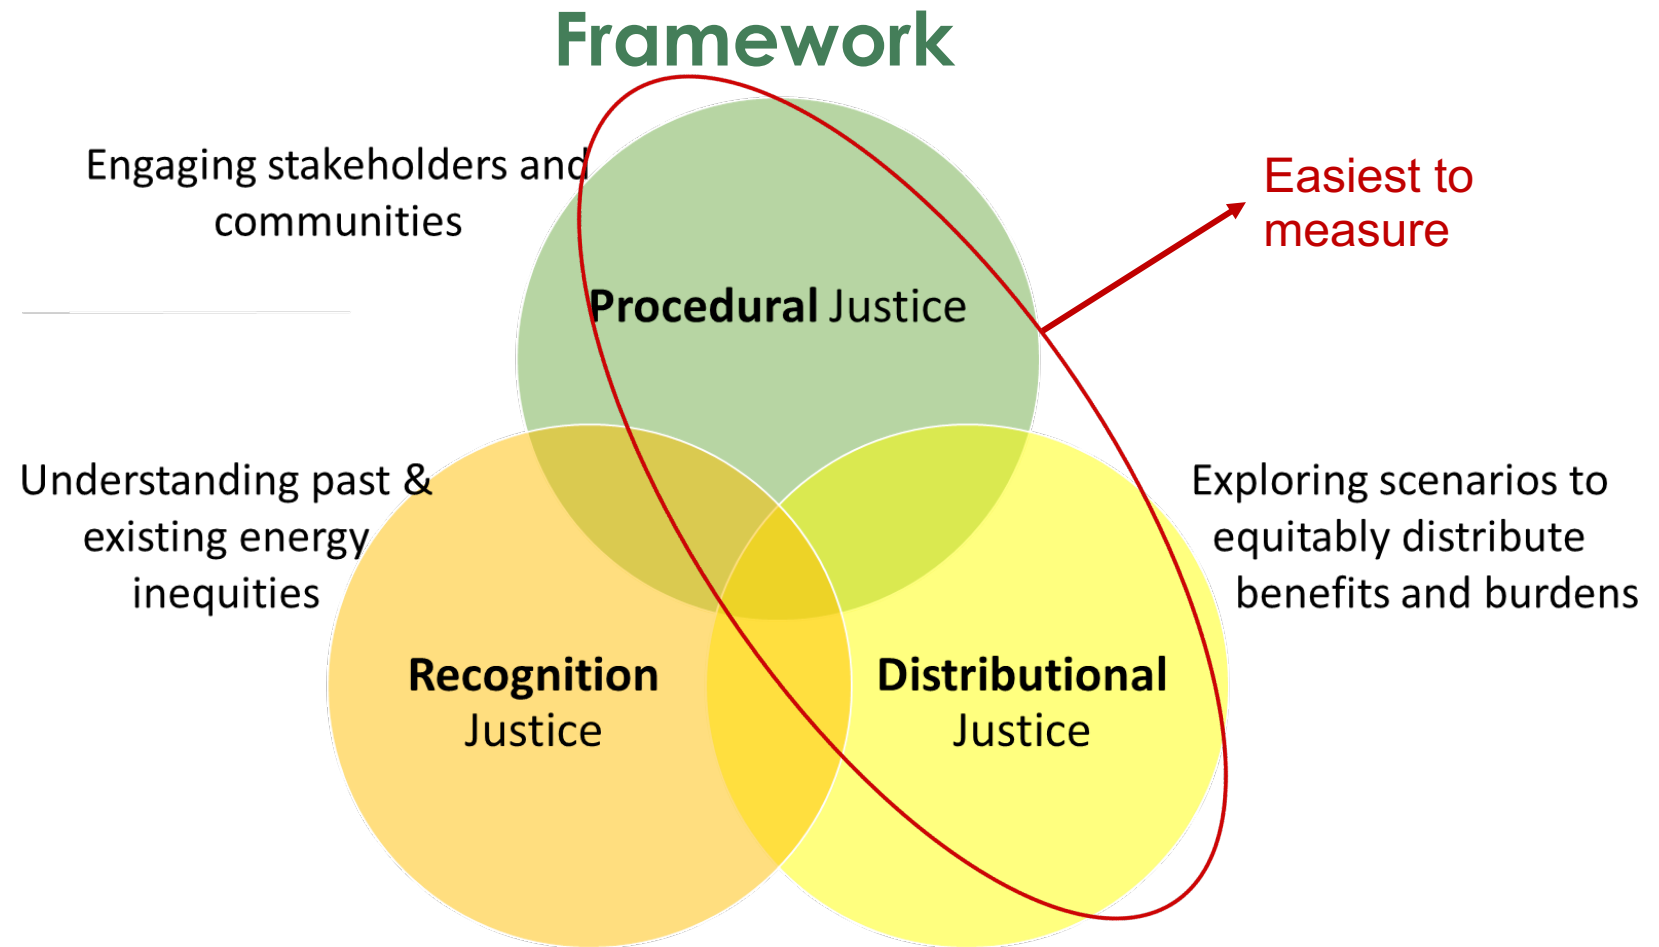 Framework
Engaging stakeholders and
communities
Easiest to
measure
Procedural Justice
Understanding past &
existing energy
inequities
Exploring scenarios to
equitably distribute
benefits and burdens
Recognition
Justice
Distributional
Justice